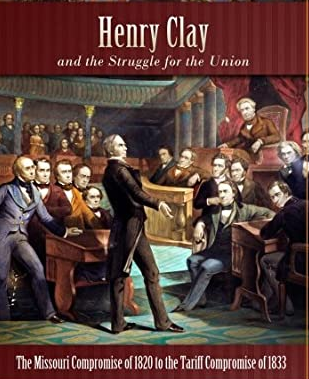 Henry Clay
and the Struggle for the Union
The Missouri Compromise of 1820 to the Tariff Compromise of 1833